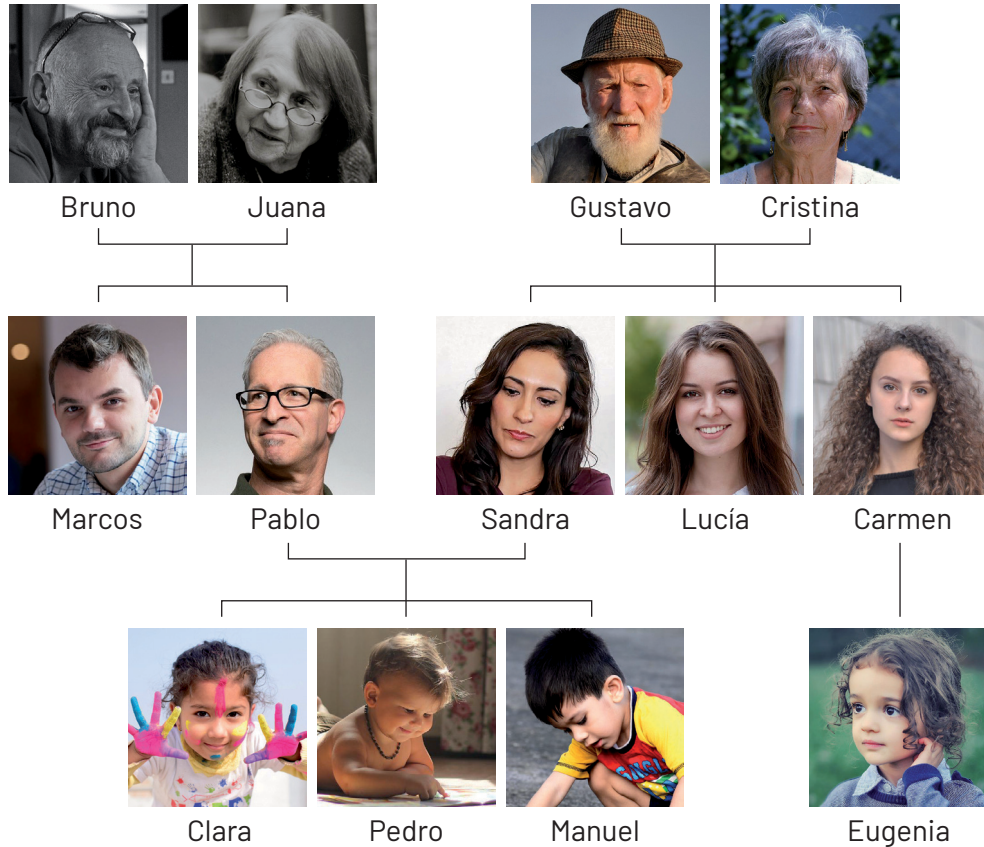 Bruno
Juana
Gustavo
Cristina
Marcos
Pablo
Sandra
Lucía
Carmen
Clara
Pedro
Manuel
Eugenia